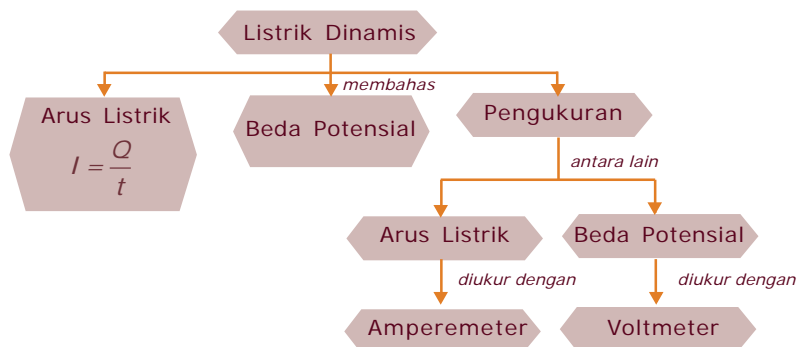 Listrik Dinamis
membahas
Arus Listrik
I = Q/t
Beda Potensial
Pengukuran
antara lain
Arus Listrik
Beda Potensial
diukur dengan
diukur dengan
Amperemeter
Voltmeter